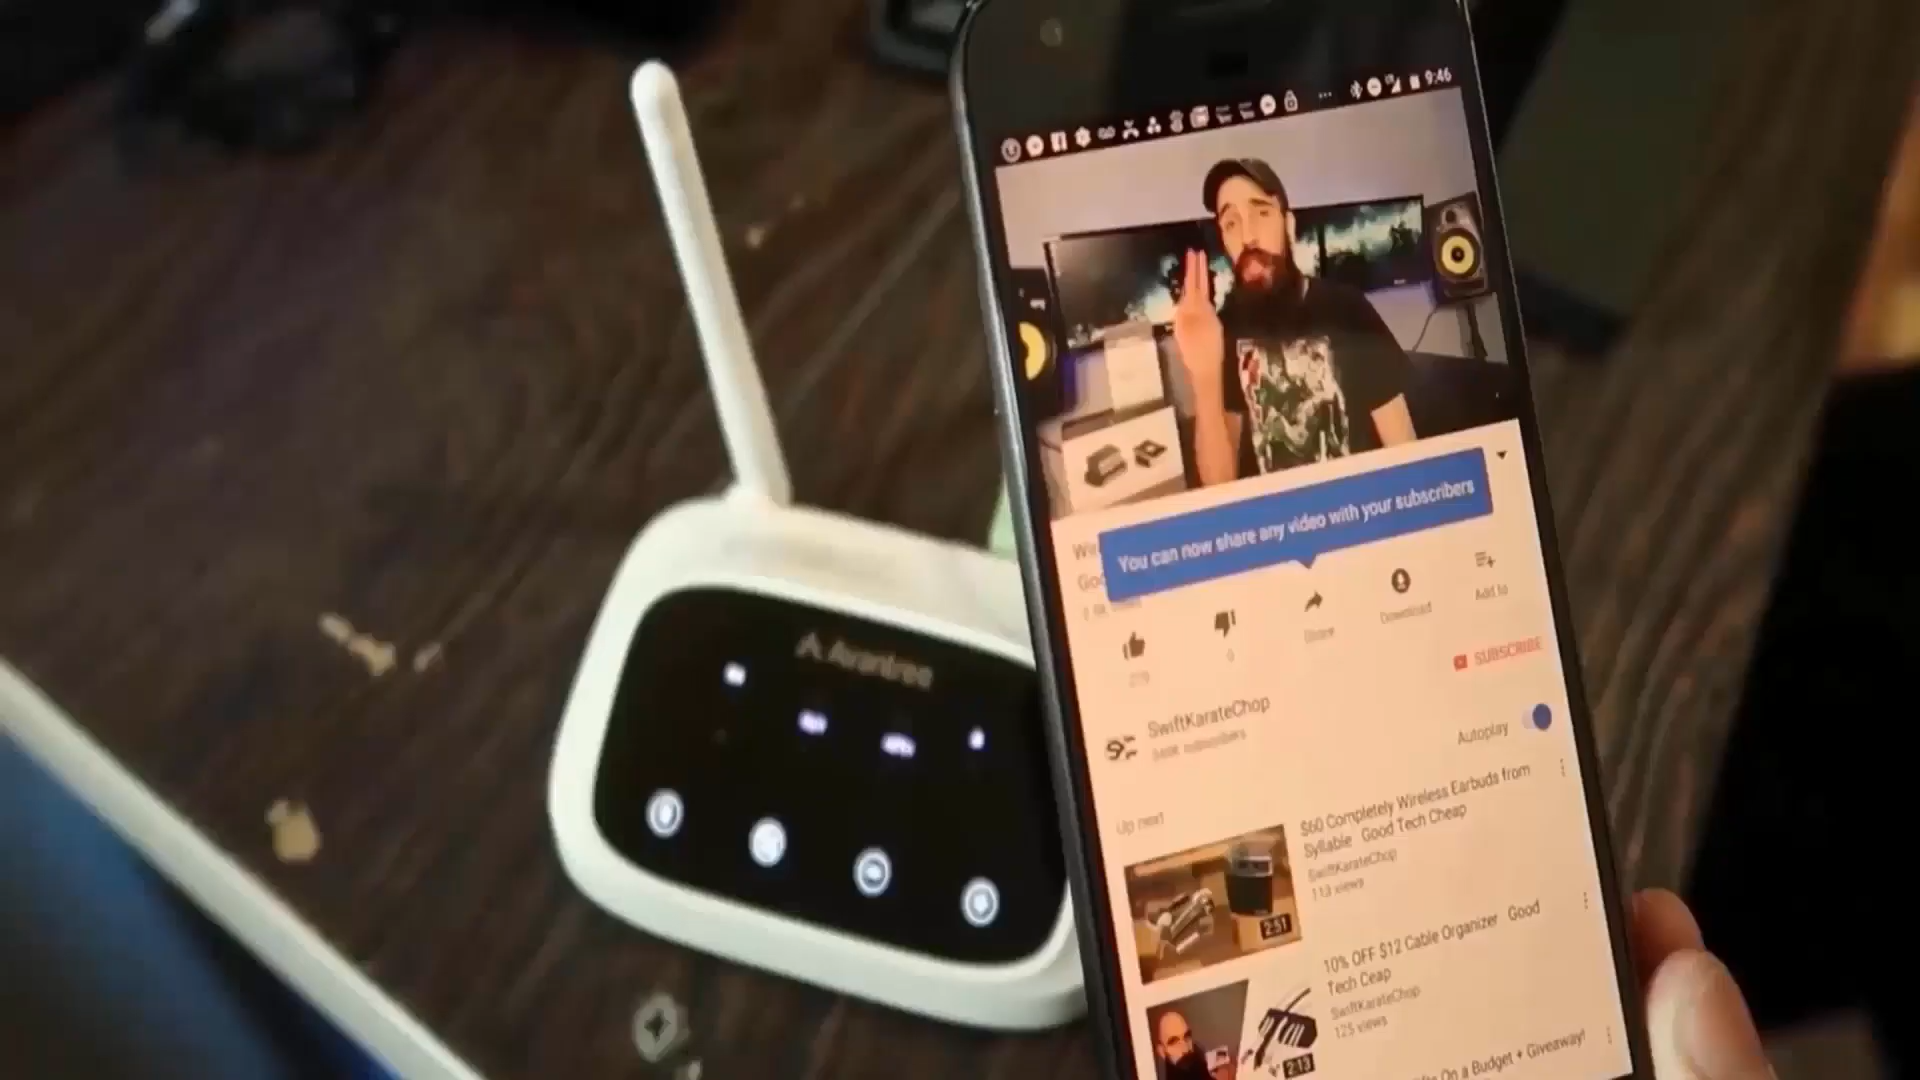 9:46
You can now share any video with your subscribers
Share
Download
Add to
SUBSCRIBE
SwiftKarateChop
subscribers
Autoplay
Up next
$60 Completely Wireless Earbuds from
Syllable Good Tech Cheap
SwiftKarateChop
113 views
2:51
10% OFF $12 Cable Organizer Good
Tech Ceap
SwiftKarateChop
125 views
2:13
On a Budget + Giveaway!
Avantree